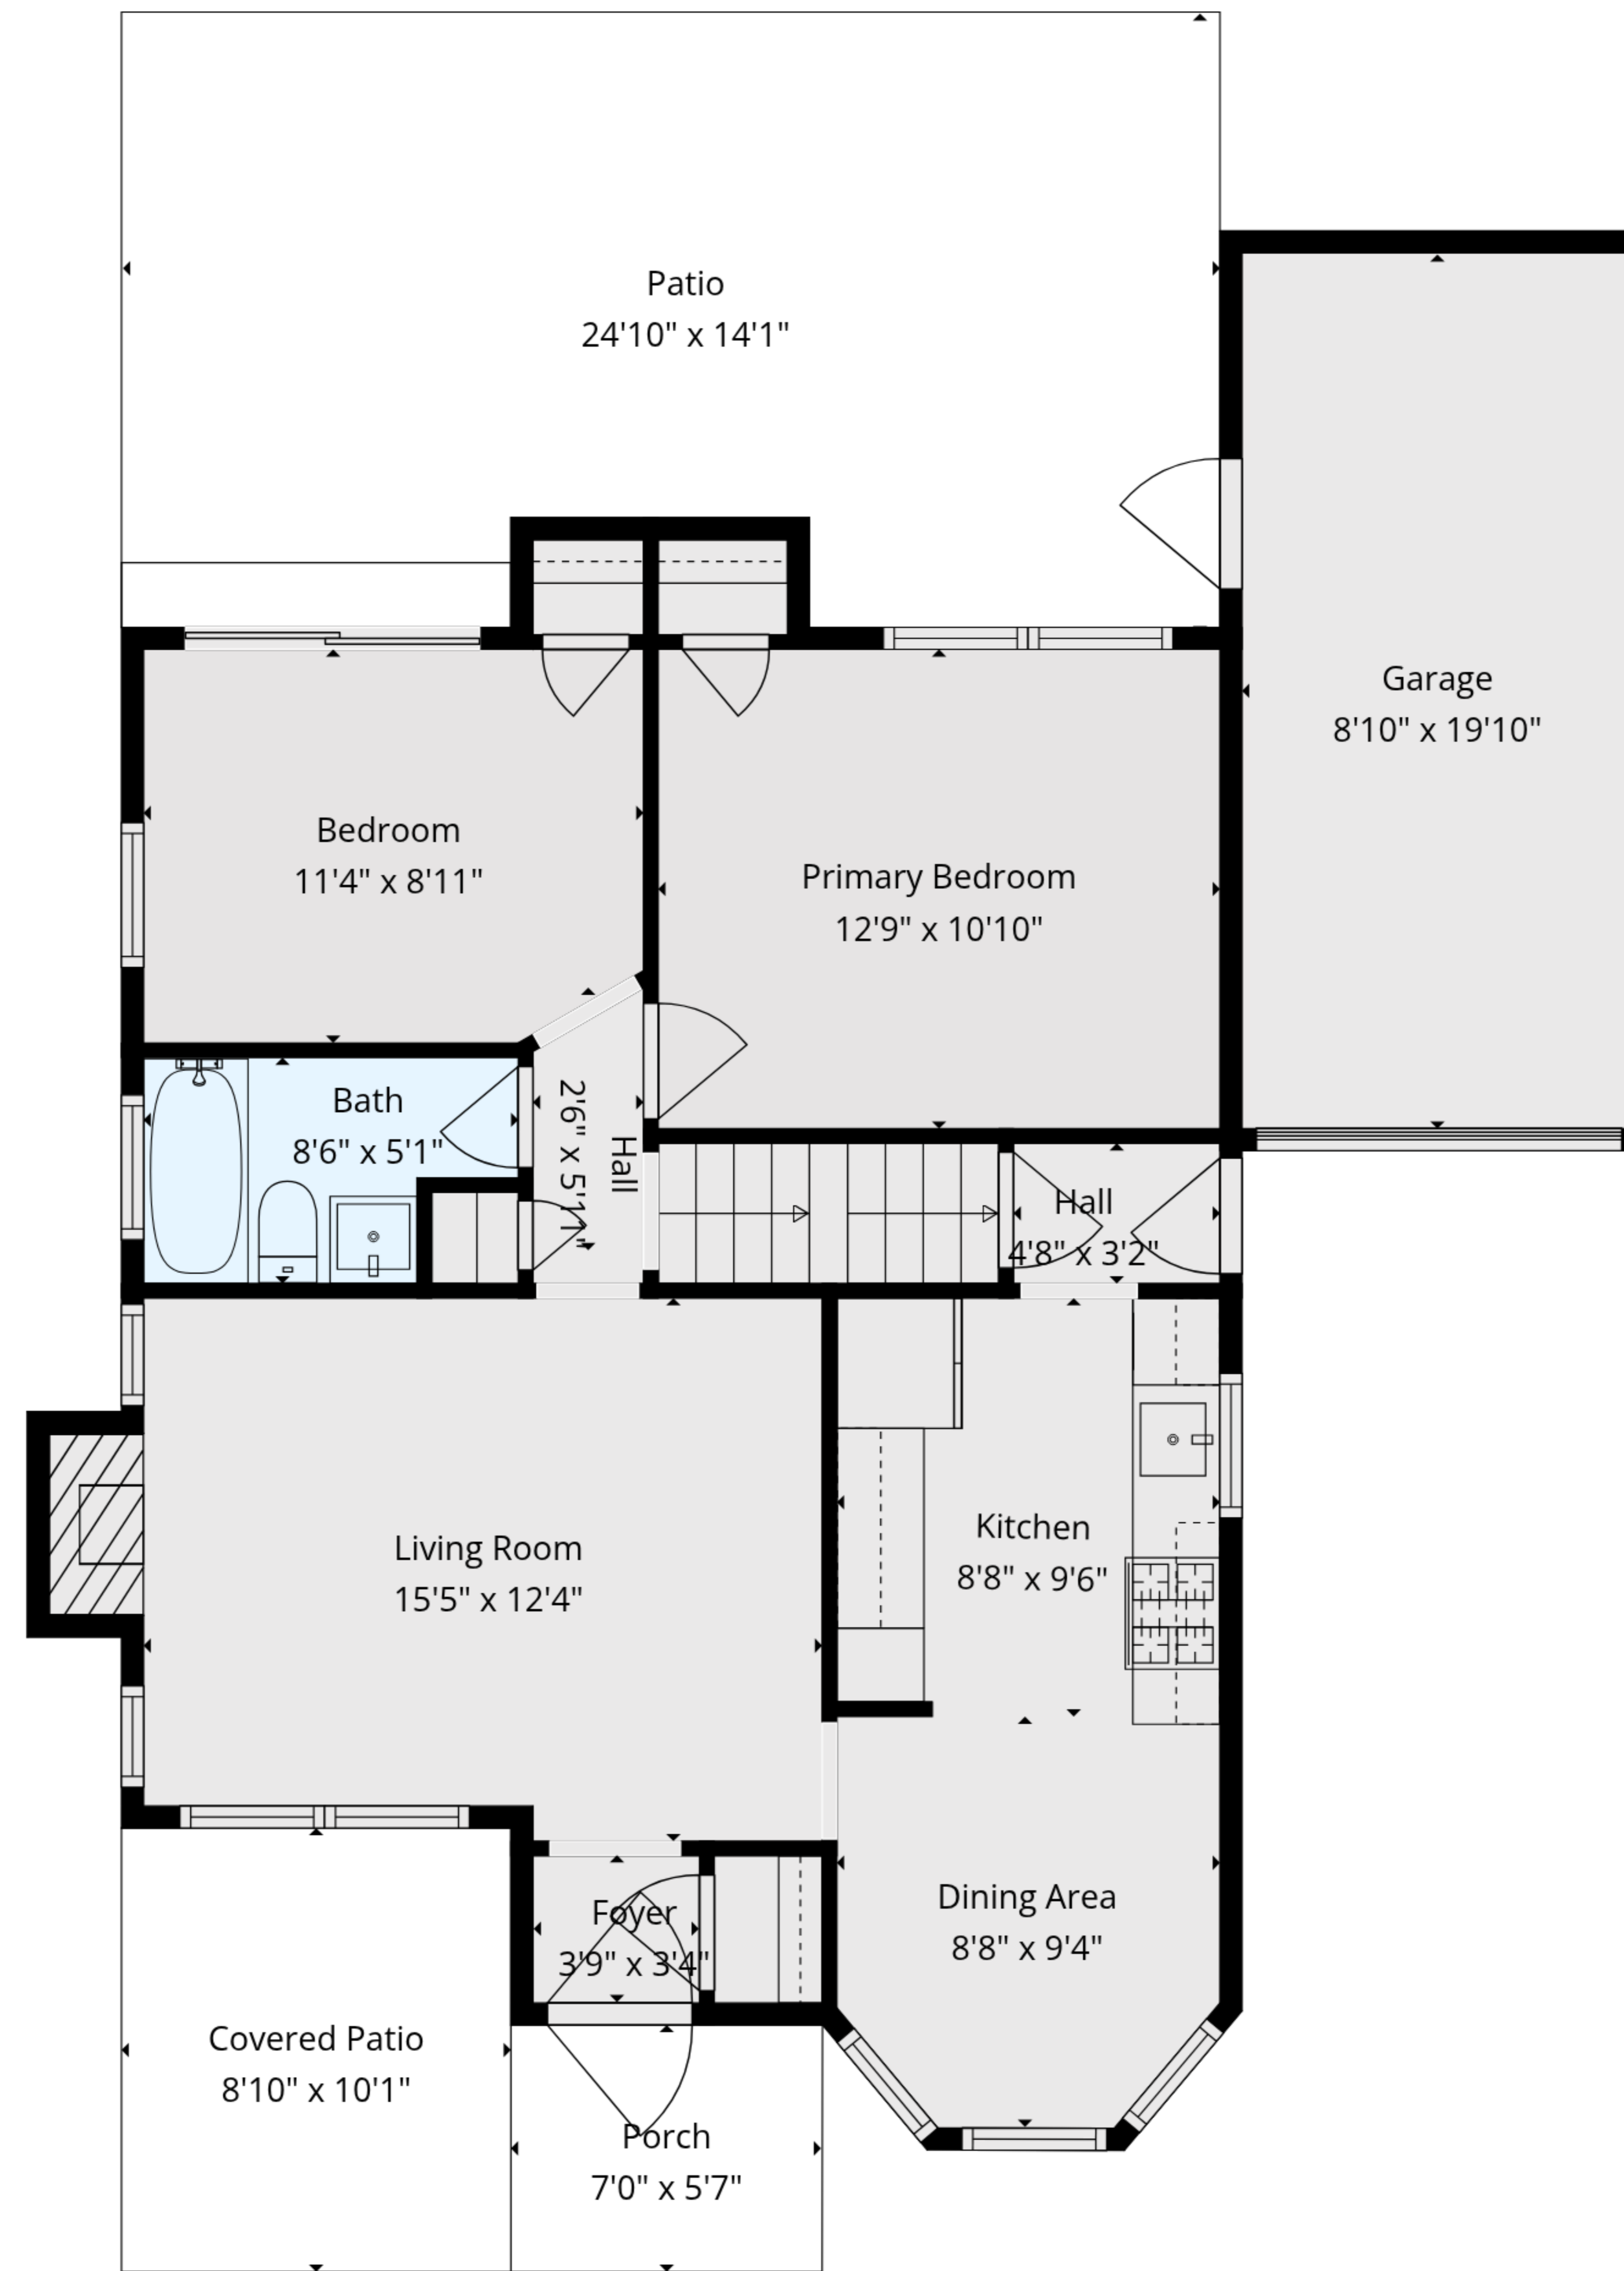 Patio
24'10" x 14'1"
Garage
8'10" x 19'10"
Bedroom
11'4" x 8'11"
Primary Bedroom
12'9" x 10'10"
Bath
8'6" x 5'1"
Hall
2'6" x 5'11"
Hall
4'8" x 3'2"
Living Room
15'5" x 12'4"
Kitchen
8'8" x 9'6"
Foyer
3'9" x 3'4"
Dining Area
8'8" x 9'4"
Covered Patio
8'10" x 10'1"
Porch
7'0" x 5'7"